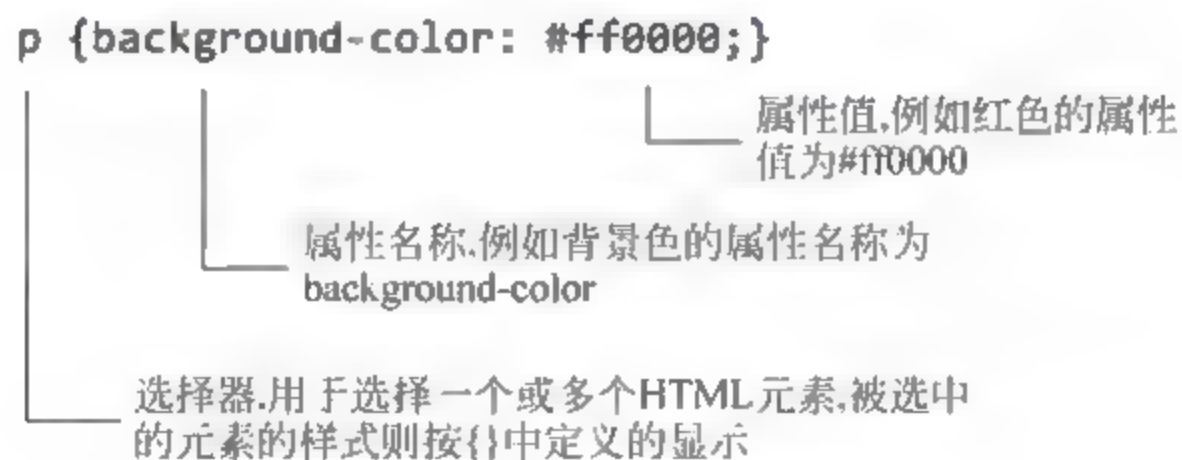 p {background-color: #ff0000;}
属性值,例如红色的属性
值为#ff0000
属性名称,例如背景色的属性名称为
background-color
选择器,用于选择一个或多个HTML元素,被选中
的元素的样式则按{}中定义的显示